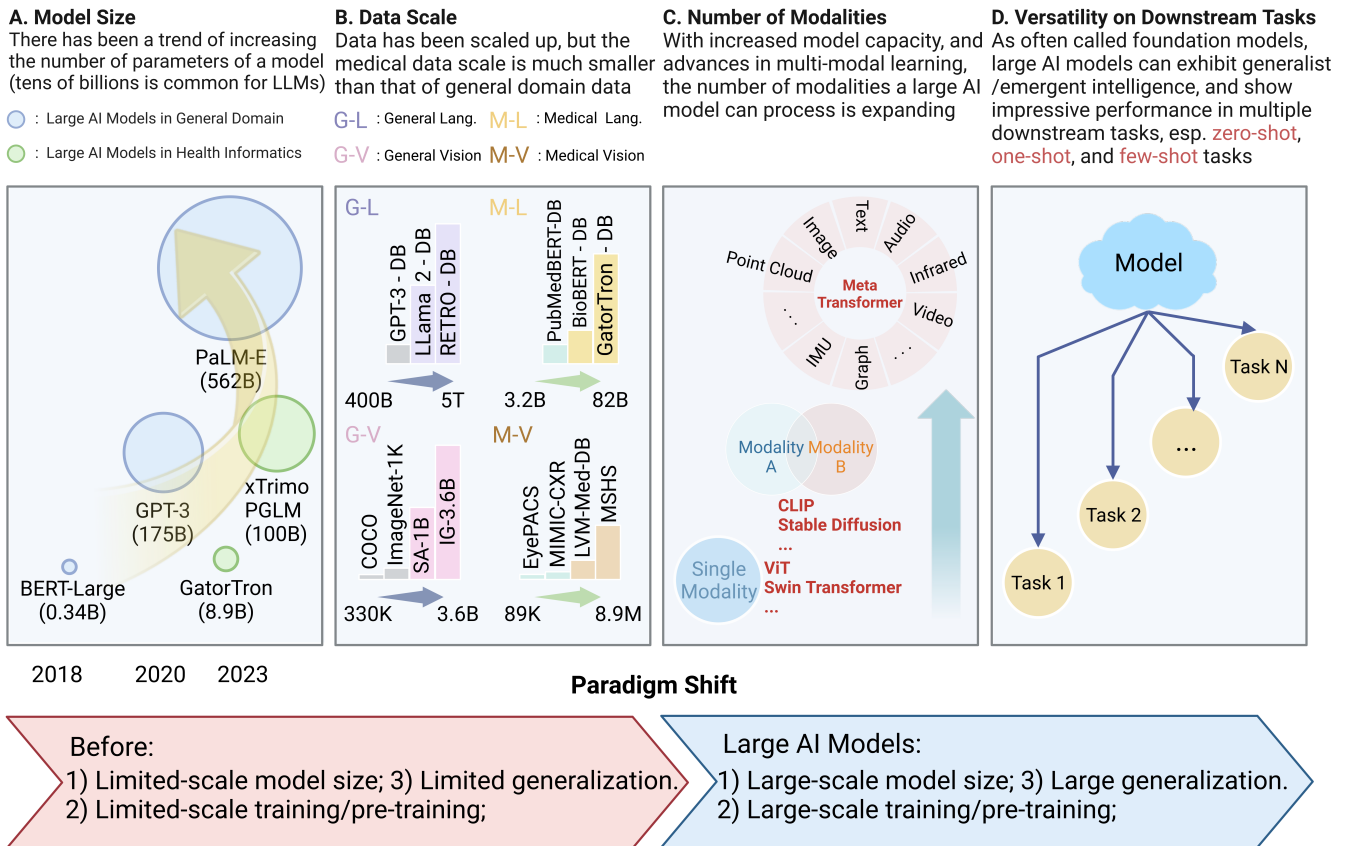 A. Model Size
There has been a trend of increasing
the number of parameters of a model
(tens of billions is common for LLMs)
: Large AI Models in General Domain
: Large AI Models in Health Informatics
PaLM-E
(562B)
GPT-3
(175B)
xTrimo
PGLM
(100B)
BERT-Large
(0.34B)
GatorTron
(8.9B)
2018 2020 2023
B. Data Scale
Data has been scaled up, but the
medical data scale is much smaller
than that of general domain data
G-L : General Lang. M-L : Medical Lang.
G-V : General Vision M-V : Medical Vision
G-L
GPT-3 - DB
LLama 2 - DB
RETRO - DB
400B 5T
M-L
PubMedBERT-DB
BioBERT - DB
GatorTron - DB
3.2B 82B
G-V
COCO
ImageNet-1K
SA-1B
IG-3.6B
330K 3.6B
M-V
EyePACS
MIMIC-CXR
LVM-Med-DB
MSHS
89K 8.9M
C. Number of Modalities
With increased model capacity, and
advances in multi-modal learning,
the number of modalities a large AI
model can process is expanding
Text
Audio
Infrared
Video
...
Graph
IMU
...
Point Cloud
Image
Meta
Transformer
Modality
A
Modality
B
CLIP
Stable Diffusion
...
Single
Modality
ViT
Swin Transformer
...
D. Versatility on Downstream Tasks
As often called foundation models,
large AI models can exhibit generalist
/emergent intelligence, and show
impressive performance in multiple
downstream tasks, esp. zero-shot,
one-shot, and few-shot tasks
Model
Task N
...
Task 2
Task 1
Paradigm Shift
Before:
1) Limited-scale model size; 3) Limited generalization.
2) Limited-scale training/pre-training;
Large AI Models:
1) Large-scale model size; 3) Large generalization.
2) Large-scale training/pre-training;